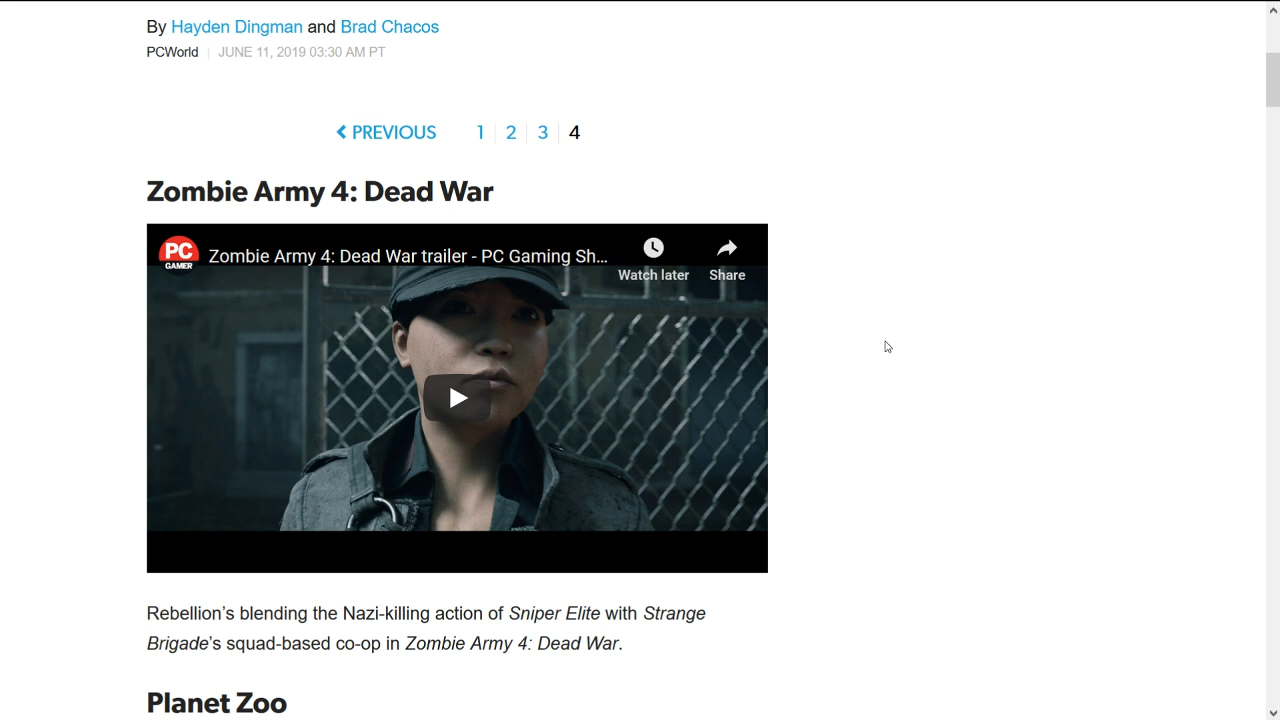 By Hayden Dingman and Brad Chacos
PCWorld | JUNE 11, 2019 03:30 AM PT
PREVIOUS 1 2 3 4
Zombie Army 4: Dead War
PC GAMER
Zombie Army 4: Dead War trailer - PC Gaming Sh...
Watch later
Share
Rebellion’s blending the Nazi-killing action of Sniper Elite with Strange
Brigade’s squad-based co-op in Zombie Army 4: Dead War.
Planet Zoo